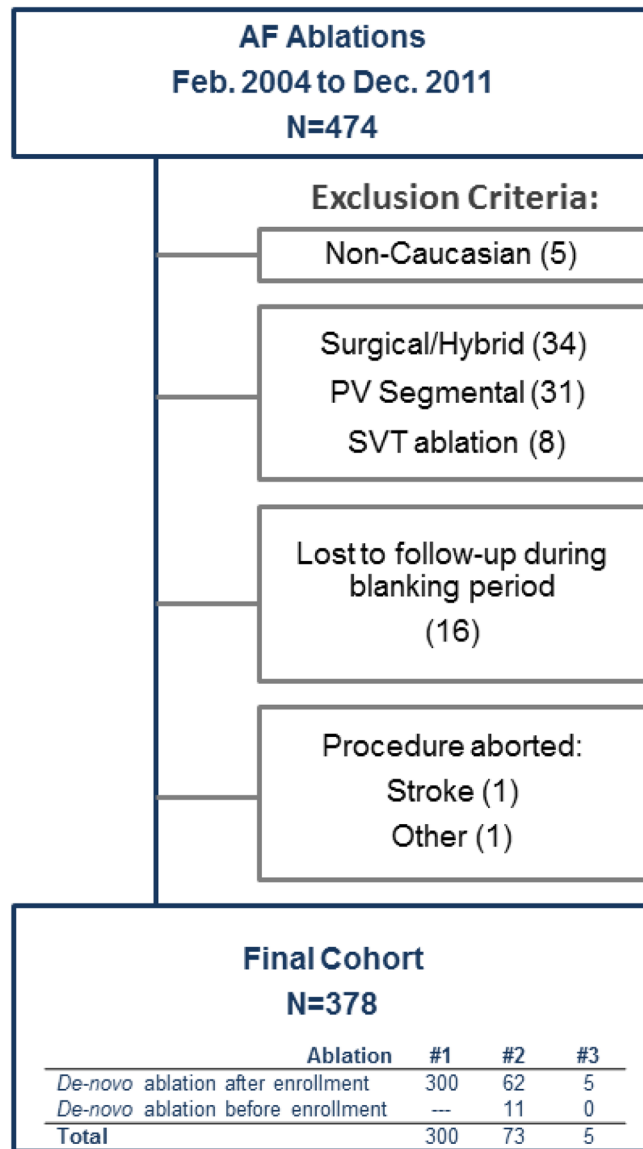 AF Ablations
Feb. 2004 to Dec. 2011
N=474
Exclusion Criteria:
Non-Caucasian (5)
Surgical/Hybrid (34)
PV Segmental (31)
SVT ablation (8)
Lost to follow-up during
blanking period
(16)
Procedure aborted:
Stroke (1)
Other (1)
Final Cohort
N=378
Ablation #1 #2 #3
De-novo ablation after enrollment 300 62 5
De-novo ablation before enrollment --- 11 0
Total 300 73 5